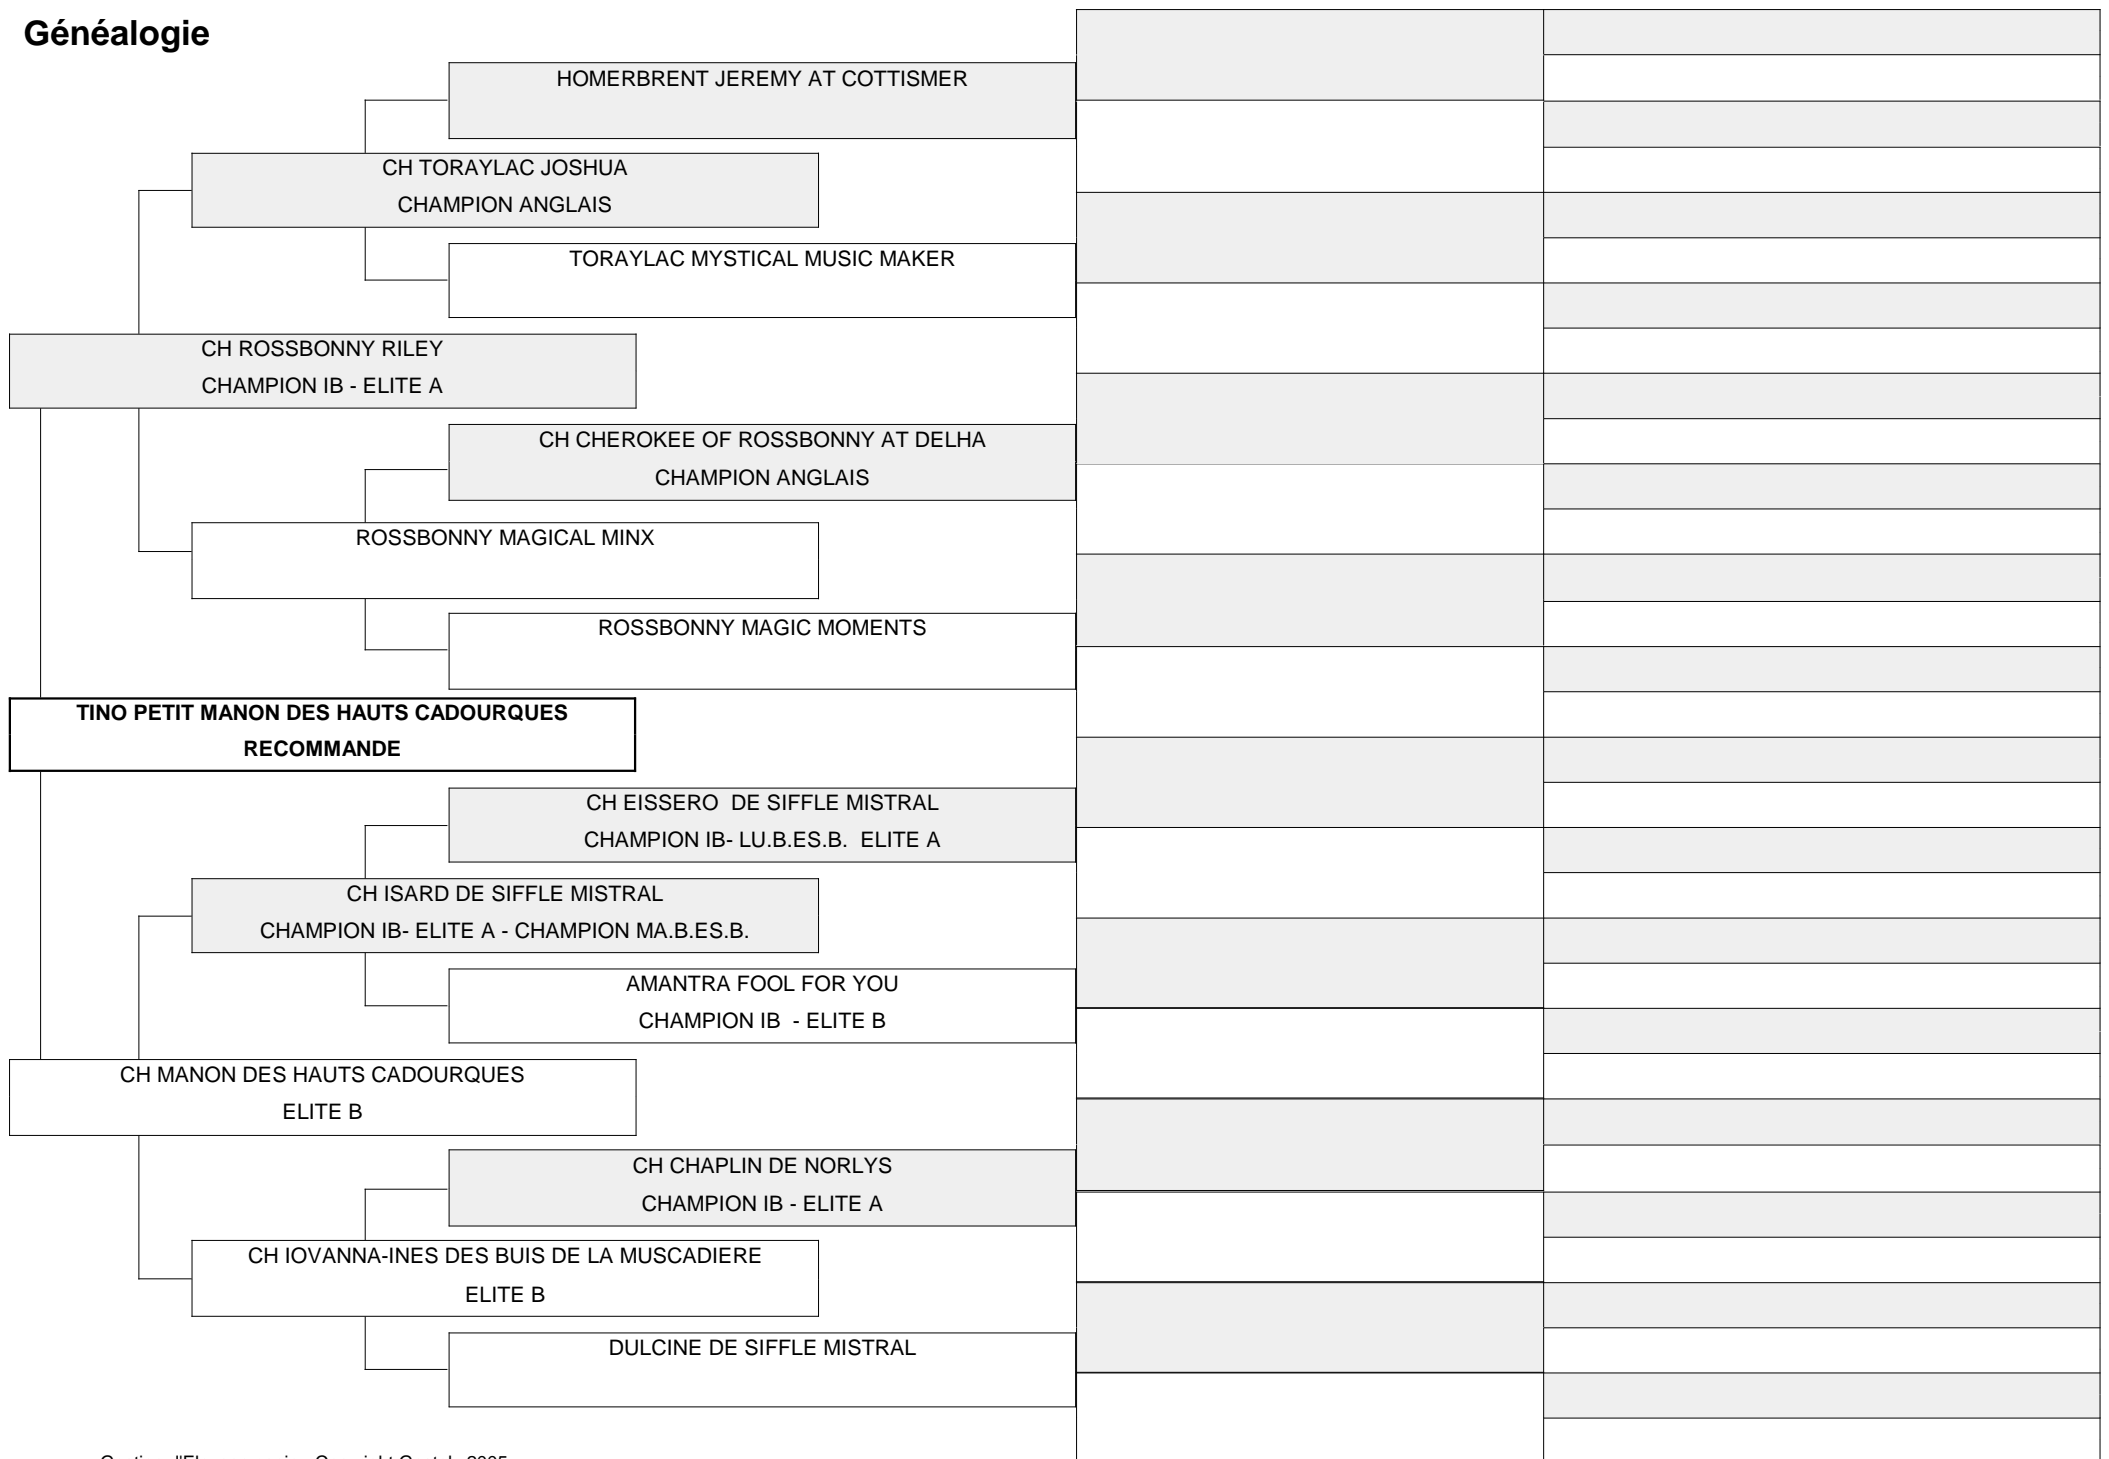 Généalogie
HOMERBRENT JEREMY AT COTTISMER
CH TORAYLAC JOSHUA
CHAMPION ANGLAIS
TORAYLAC MYSTICAL MUSIC MAKER
CH ROSSBONNY RILEY
CHAMPION IB - ELITE A
CH CHEROKEE OF ROSSBONNY AT DELHA
CHAMPION ANGLAIS
ROSSBONNY MAGICAL MINX
ROSSBONNY MAGIC MOMENTS
TINO PETIT MANON DES HAUTS CADOURQUES
RECOMMANDE
CH EISSERO DE SIFFLE MISTRAL
CHAMPION IB- LU.B.ES.B. ELITE A
CH ISARD DE SIFFLE MISTRAL
CHAMPION IB- ELITE A - CHAMPION MA.B.ES.B.
AMANTRA FOOL FOR YOU
CHAMPION IB - ELITE B
CH MANON DES HAUTS CADOURQUES
ELITE B
CH CHAPLIN DE NORLYS
CHAMPION IB - ELITE A
CH IOVANNA-INES DES BUIS DE LA MUSCADIERE
ELITE B
DULCINE DE SIFFLE MISTRAL